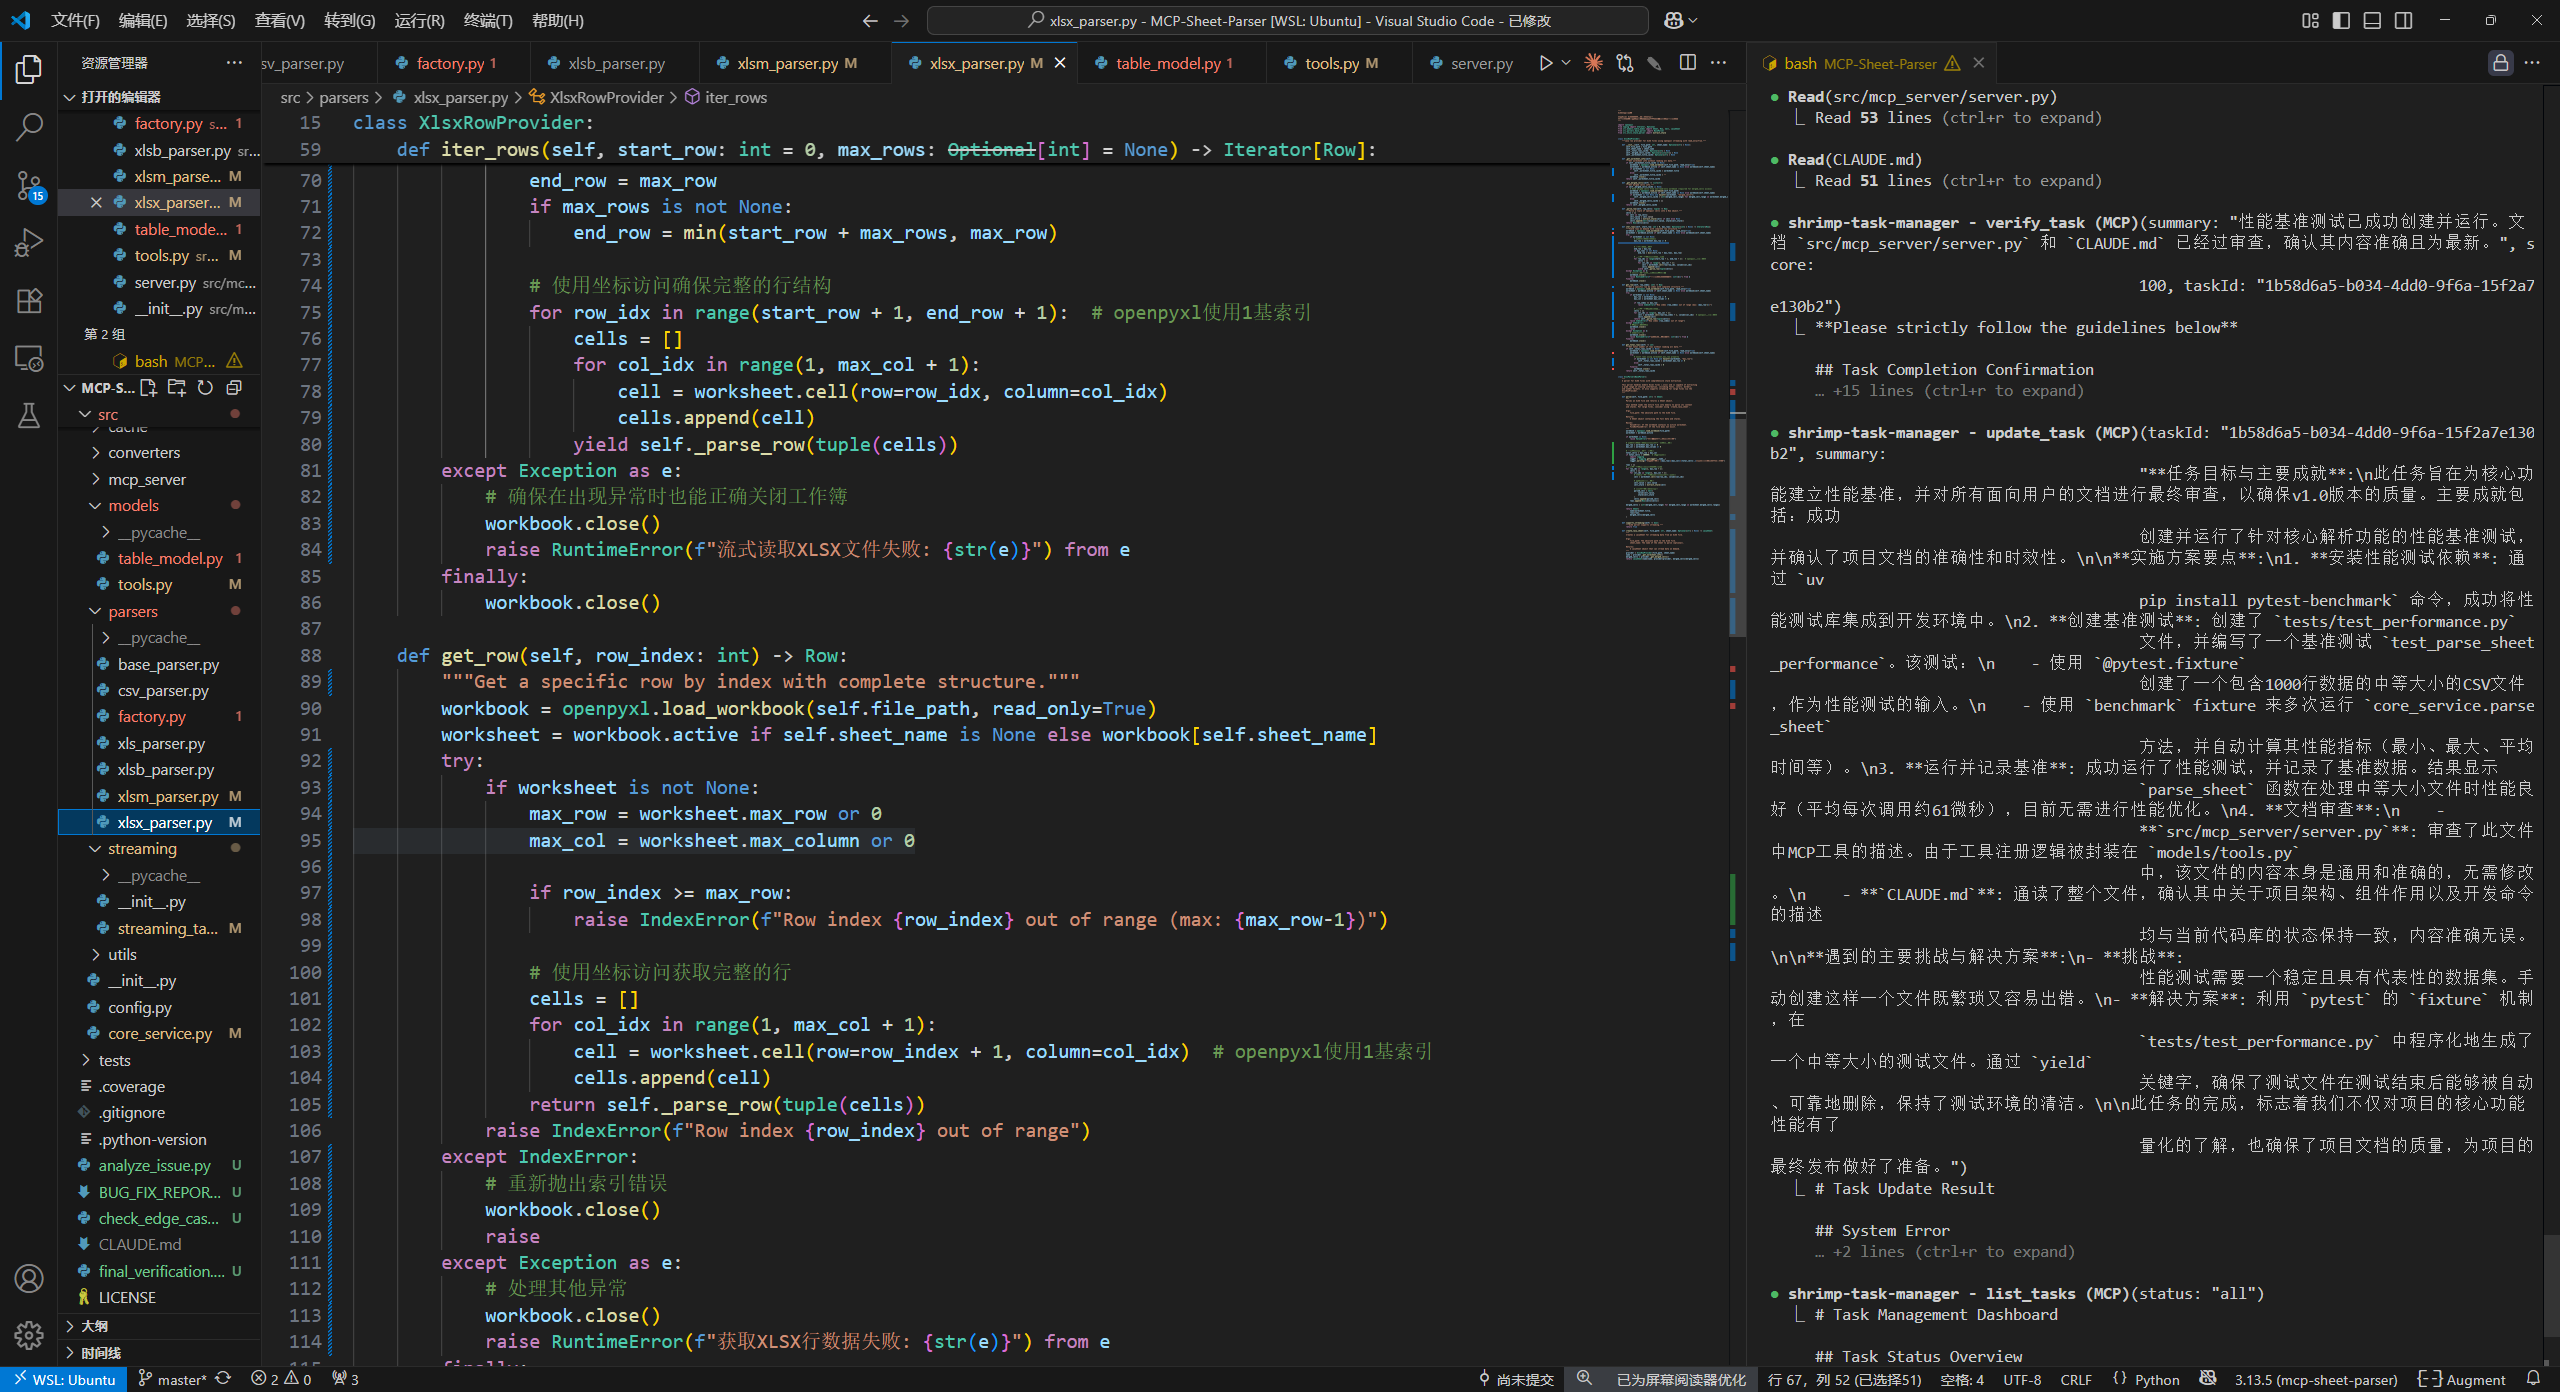 文件(F) 编辑(E) 选择(S) 查看(V) 转到(G) 运行(R) 终端(T) 帮助(H)
xlsx_parser.py - MCP-Sheet-Parser [WSL: Ubuntu] - Visual Studio Code - 已修改
资源管理器
打开的编辑器
factory.py s... 1
xlsb_parser.py sr...
xlsm_parse... M
xlsx_parser... M
table_mode... 1
tools.py sr... M
server.py src/mc...
__init__.py src/m...
第 2 组
bash MCP...
MCP-S...
src
cache
converters
mcp_server
models
__pycache__
table_model.py 1
tools.py M
parsers
__pycache__
base_parser.py
csv_parser.py
factory.py 1
xls_parser.py
xlsb_parser.py
xlsm_parser.py M
xlsx_parser.py M
streaming
__pycache__
__init__.py
streaming_ta... M
utils
__init__.py
config.py
core_service.py M
tests
.coverage
.gitignore
.python-version
analyze_issue.py U
BUG_FIX_REPOR... U
check_edge_cas... U
CLAUDE.md
final_verification.... U
LICENSE
大纲
时间线
15
sv_parser.py factory.py 1 xlsb_parser.py xlsm_parser.py M xlsx_parser.py M table_model.py 1 tools.py M server.py
src > parsers > xlsx_parser.py > XlsxRowProvider > iter_rows
15 class XlsxRowProvider:
59 def iter_rows(self, start_row: int = 0, max_rows: Optional[int] = None) -> Iterator[Row]:
70 end_row = max_row
71 if max_rows is not None:
72 end_row = min(start_row + max_rows, max_row)
73
74 # 使用坐标访问确保完整的行结构
75 for row_idx in range(start_row + 1, end_row + 1):  # openpyxl使用1基索引
76 cells = []
77 for col_idx in range(1, max_col + 1):
78 cell = worksheet.cell(row=row_idx, column=col_idx)
79 cells.append(cell)
80 yield self._parse_row(tuple(cells))
81 except Exception as e:
82 # 确保在出现异常时也能正确关闭工作簿
83 workbook.close()
84 raise RuntimeError(f"流式读取XLSX文件失败: {str(e)}") from e
85 finally:
86 workbook.close()
87
88 def get_row(self, row_index: int) -> Row:
89 """Get a specific row by index with complete structure."""
90 workbook = openpyxl.load_workbook(self.file_path, read_only=True)
91 worksheet = workbook.active if self.sheet_name is None else workbook[self.sheet_name]
92 try:
93 if worksheet is not None:
94 max_row = worksheet.max_row or 0
95 max_col = worksheet.max_column or 0
96
97 if row_index >= max_row:
98 raise IndexError(f"Row index {row_index} out of range (max: {max_row-1})")
99
100 # 使用坐标访问获取完整的行
101 cells = []
102 for col_idx in range(1, max_col + 1):
103 cell = worksheet.cell(row=row_index + 1, column=col_idx)  # openpyxl使用1基索引
104 cells.append(cell)
105 return self._parse_row(tuple(cells))
106 raise IndexError(f"Row index {row_index} out of range")
107 except IndexError:
108 # 重新抛出索引错误
109 workbook.close()
110 raise
111 except Exception as e:
112 # 处理其他异常
113 workbook.close()
114 raise RuntimeError(f"获取XLSX行数据失败: {str(e)}") from e
bash MCP-Sheet-Parser
● Read(src/mcp_server/server.py)
⎿ Read 53 lines (ctrl+r to expand)
● Read(CLAUDE.md)
⎿ Read 51 lines (ctrl+r to expand)
● shrimp-task-manager - verify_task (MCP)(summary: "性能基准测试已成功创建并运行。文
档 `src/mcp_server/server.py` 和 `CLAUDE.md` 已经过审查，确认其内容准确且为最新。", s
core:
100, taskId: "1b58d6a5-b034-4dd0-9f6a-15f2a7
e130b2")
⎿ **Please strictly follow the guidelines below**
## Task Completion Confirmation
… +15 lines (ctrl+r to expand)
● shrimp-task-manager - update_task (MCP)(taskId: "1b58d6a5-b034-4dd0-9f6a-15f2a7e130
b2", summary:
"**任务目标与主要成就**:\n此任务旨在为核心功
能建立性能基准，并对所有面向用户的文档进行最终审查，以确保v1.0版本的质量。主要成就包
括：成功
创建并运行了针对核心解析功能的性能基准测试，
并确认了项目文档的准确性和时效性。\n\n**实施方案要点**:\n1. **安装性能测试依赖**: 通
过 `uv
pip install pytest-benchmark` 命令，成功将性
能测试库集成到开发环境中。\n2. **创建基准测试**: 创建了 `tests/test_performance.py`
文件，并编写了一个基准测试 `test_parse_sheet
_performance`。该测试：\n    - 使用 `@pytest.fixture`
创建了一个包含1000行数据的中等大小的CSV文件
，作为性能测试的输入。\n    - 使用 `benchmark` fixture 来多次运行 `core_service.parse
_sheet`
方法，并自动计算其性能指标（最小、最大、平均
时间等）。\n3. **运行并记录基准**: 成功运行了性能测试，并记录了基准数据。结果显示
`parse_sheet` 函数在处理中等大小文件时性能良
好（平均每次调用约61微秒），目前无需进行性能优化。\n4. **文档审查**:\n    -
**`src/mcp_server/server.py`**: 审查了此文件
中MCP工具的描述。由于工具注册逻辑被封装在 `models/tools.py`
中，该文件的内容本身是通用和准确的，无需修改
。\n    - **`CLAUDE.md`**: 通读了整个文件，确认其中关于项目架构、组件作用以及开发命令
的描述
均与当前代码库的状态保持一致，内容准确无误。
\n\n**遇到的主要挑战与解决方案**:\n- **挑战**:
性能测试需要一个稳定且具有代表性的数据集。手
动创建这样一个文件既繁琐又容易出错。\n- **解决方案**: 利用 `pytest` 的 `fixture` 机制
，在
`tests/test_performance.py` 中程序化地生成了
一个中等大小的测试文件。通过 `yield`
关键字，确保了测试文件在测试结束后能够被自动
、可靠地删除，保持了测试环境的清洁。\n\n此任务的完成，标志着我们不仅对项目的核心功能
性能有了
量化的了解，也确保了项目文档的质量，为项目的
最终发布做好了准备。")
⎿ # Task Update Result
## System Error
… +2 lines (ctrl+r to expand)
● shrimp-task-manager - list_tasks (MCP)(status: "all")
⎿ # Task Management Dashboard
## Task Status Overview
WSL: Ubuntu master* 2 0 3 尚未提交 已为屏幕阅读器优化 行 67，列 52 (已选择51) 空格: 4 UTF-8 CRLF {} Python 3.13.5 (mcp-sheet-parser) Augment